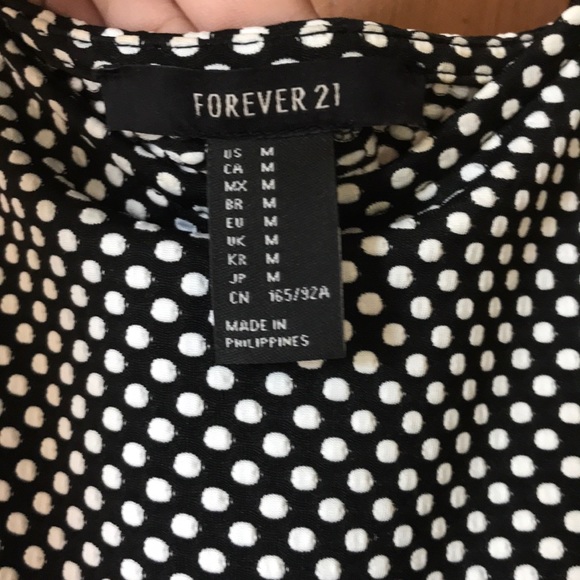 FOREVER 21
US M
CA M
MX M
BR M
EU M
UK M
KR M
JP M
CN 165/92A
MADE IN
PHILIPPINES